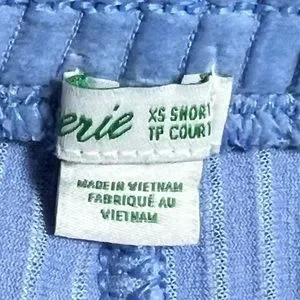 erie XS SHORT
TP COURT
MADE IN VIETNAM
FABRIQUÉ AU
VIETNAM